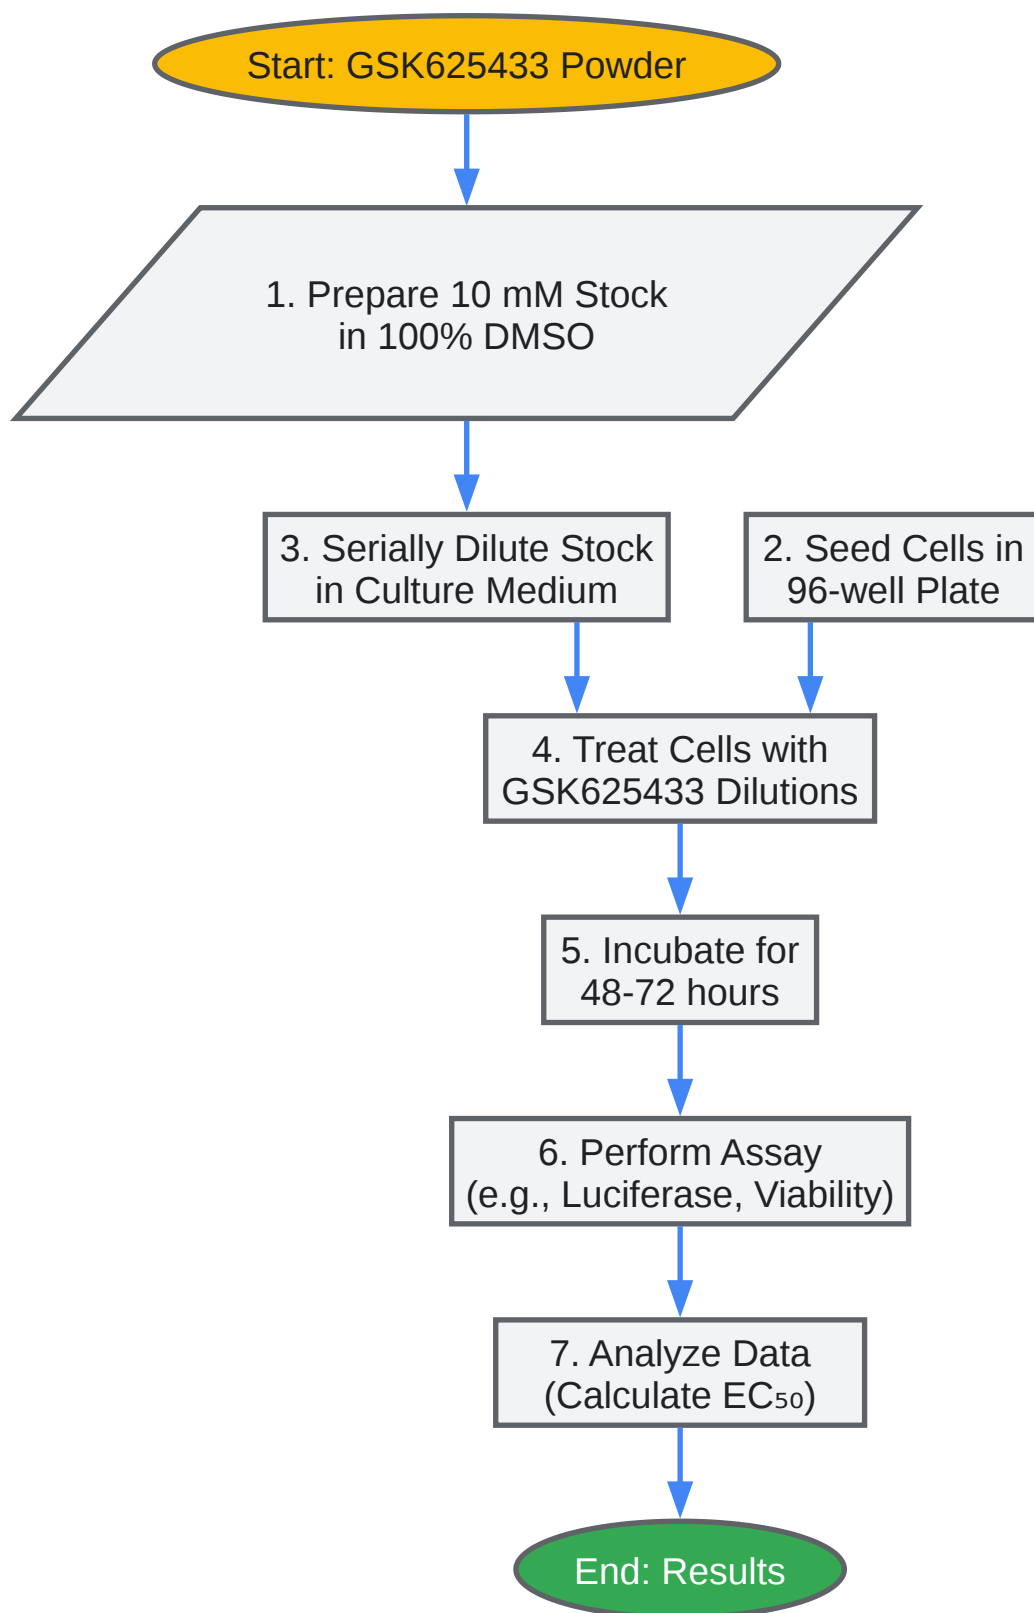 Start: GSK625433 Powder
1. Prepare 10 mM Stock
in 100% DMSO
3. Serially Dilute Stock
in Culture Medium
2. Seed Cells in
96-well Plate
4. Treat Cells with
GSK625433 Dilutions
5. Incubate for
48-72 hours
6. Perform Assay
(e.g., Luciferase, Viability)
7. Analyze Data
(Calculate EC₅₀)
End: Results